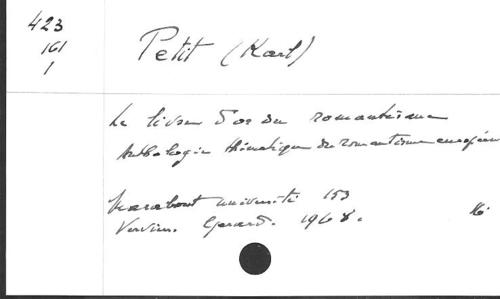 423
161
1
Petit (Karl)
Le livre d'or du romantisme
Anthologie thématique du romantisme européen
Marabout université 153
Verviers. Gerard. 1968.